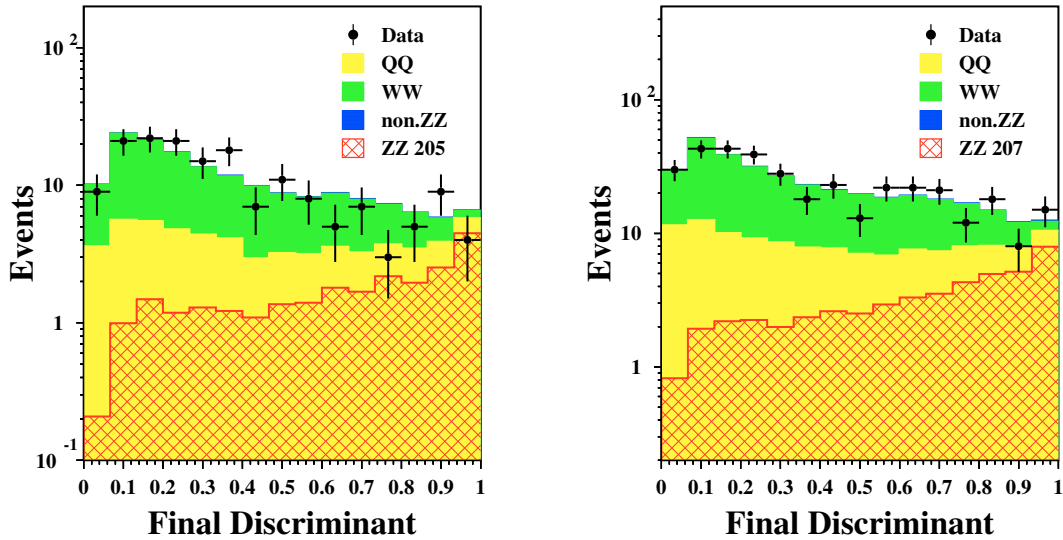 Events
10²
10
1
10⁻¹
Data
QQ
WW
non.ZZ
ZZ 205
0 0.1 0.2 0.3 0.4 0.5 0.6 0.7 0.8 0.9 1
Final Discriminant
Events
10²
10
1
Data
QQ
WW
non.ZZ
ZZ 207
0 0.1 0.2 0.3 0.4 0.5 0.6 0.7 0.8 0.9 1
Final Discriminant